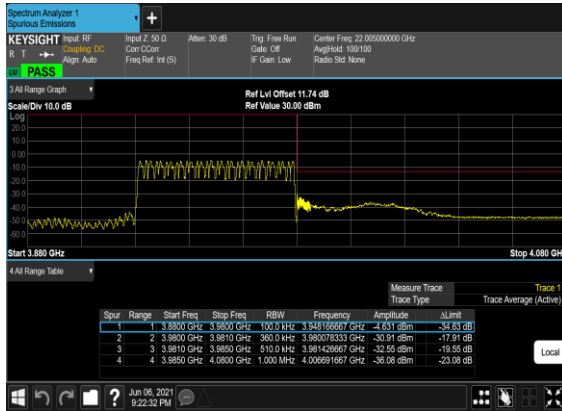 Spectrum Analyzer 1
Spurious Emissions
+
KEYSIGHT Input: RF Input Z: 50 Ω Atten: 30 dB Trig: Free Run Center Freq: 22.005000000 GHz
R T Coupling: DC Corr CCorr Gate: Off Avg|Hold: 100/100
Align: Auto Freq Ref: Int (S) IF Gain: Low Radio Std: None
LU PASS
3 All Range Graph
Ref Lvl Offset 11.74 dB
Scale/Div 10.0 dB Ref Value 30.00 dBm
Log
20.0
10.0
0.00
-10.0
-20.0
-30.0
-40.0
-50.0
-60.0
Start 3.880 GHz Stop 4.080 GH
4 All Range Table
Measure Trace Trace 1
Trace Type Trace Average (Active)
Spur Range Start Freq Stop Freq RBW Frequency Amplitude ΔLimit
1 1 3.8800 GHz 3.9800 GHz 100.0 kHz 3.948166667 GHz -4.631 dBm -34.63 dB
2 2 3.9800 GHz 3.9810 GHz 360.0 kHz 3.980078333 GHz -30.91 dBm -17.91 dB
3 3 3.9810 GHz 3.9850 GHz 510.0 kHz 3.981426667 GHz -32.55 dBm -19.55 dB
4 4 3.9850 GHz 4.0800 GHz 1.000 MHz 4.006691667 GHz -36.08 dBm -23.08 dB
Local
? Jun 06, 2021
9:22:32 PM